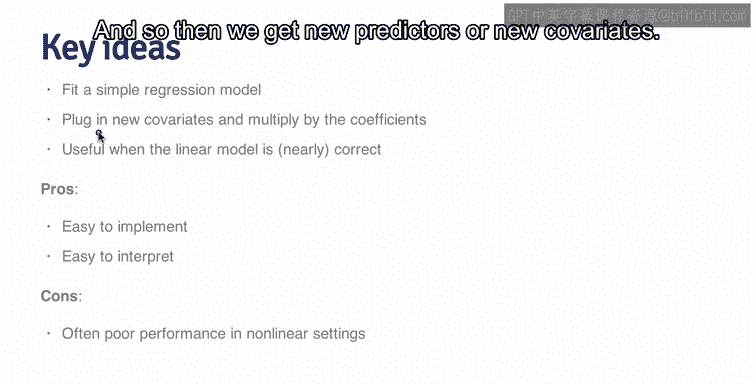 And so then we get new predictors or new covariates.
Key ideas
· Fit a simple regression model
· Plug in new covariates and multiply by the coefficients
· Useful when the linear model is (nearly) correct
Pros:
· Easy to implement
· Easy to interpret
Cons:
· Often poor performance in nonlinear settings